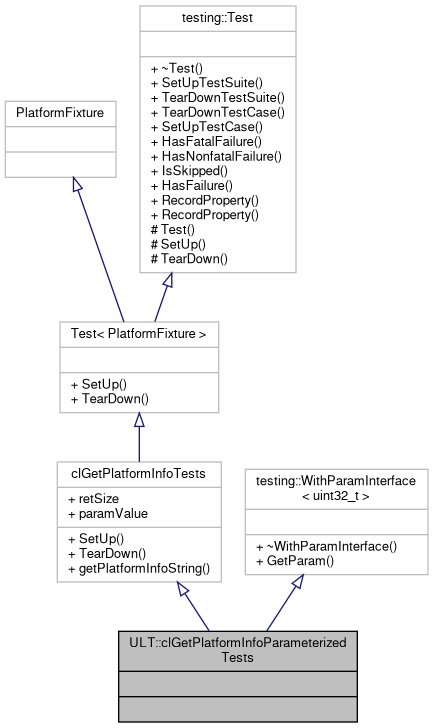 testing::Test
+ ~Test()
+ SetUpTestSuite()
+ TearDownTestSuite()
+ TearDownTestCase()
+ SetUpTestCase()
+ HasFatalFailure()
+ HasNonfatalFailure()
+ IsSkipped()
+ HasFailure()
+ RecordProperty()
+ RecordProperty()
# Test()
# SetUp()
# TearDown()
PlatformFixture
Test< PlatformFixture >
+ SetUp()
+ TearDown()
clGetPlatformInfoTests
+ retSize
+ paramValue
+ SetUp()
+ TearDown()
+ getPlatformInfoString()
testing::WithParamInterface
< uint32_t >
+ ~WithParamInterface()
+ GetParam()
ULT::clGetPlatformInfoParameterized
Tests